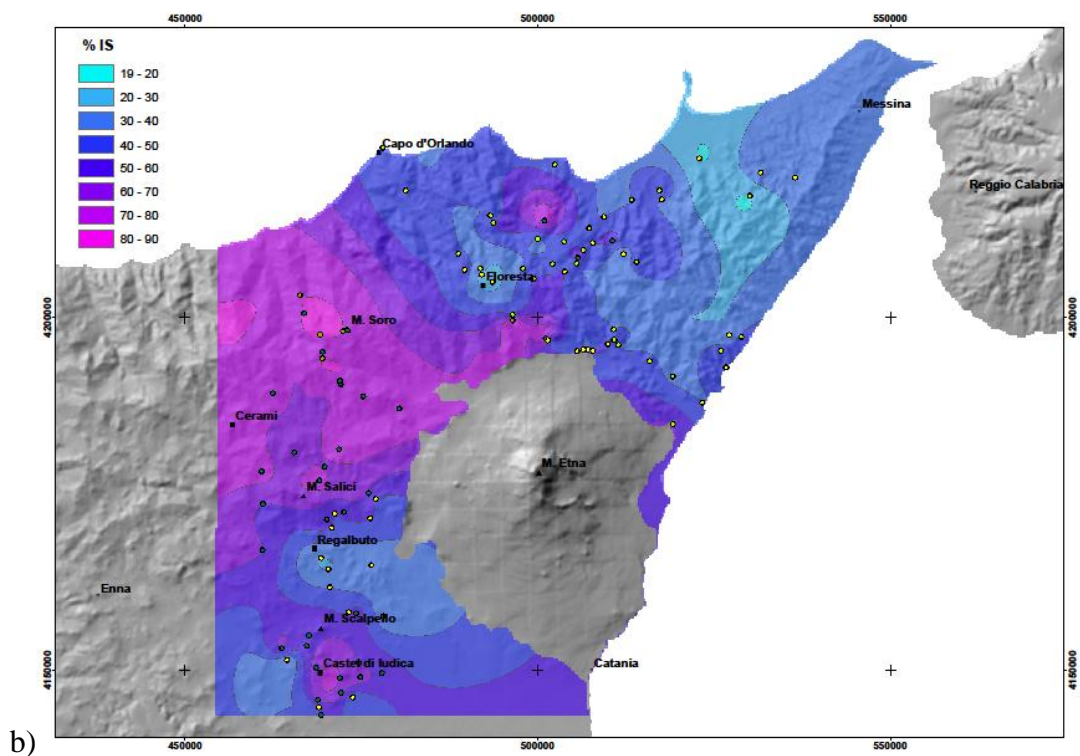 450000 500000 550000
% IS
19 - 20
20 - 30
30 - 40
40 - 50
50 - 60
60 - 70
70 - 80
80 - 90
Messina
Capo d'Orlando
Reggio Calabria
Floresta
4200000 M. Soro 4200000
Cerami
M. Etna
M. Salici
Regalbuto
Enna
M. Scalpello
4150000 Castel di Iudica Catania 4150000
450000 500000 550000
b)